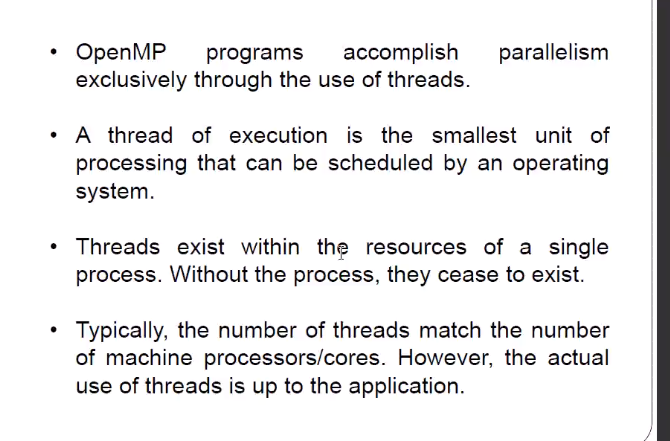 • OpenMP programs accomplish parallelism
exclusively through the use of threads.
• A thread of execution is the smallest unit of
processing that can be scheduled by an operating
system.
• Threads exist within the resources of a single
process. Without the process, they cease to exist.
• Typically, the number of threads match the number
of machine processors/cores. However, the actual
use of threads is up to the application.